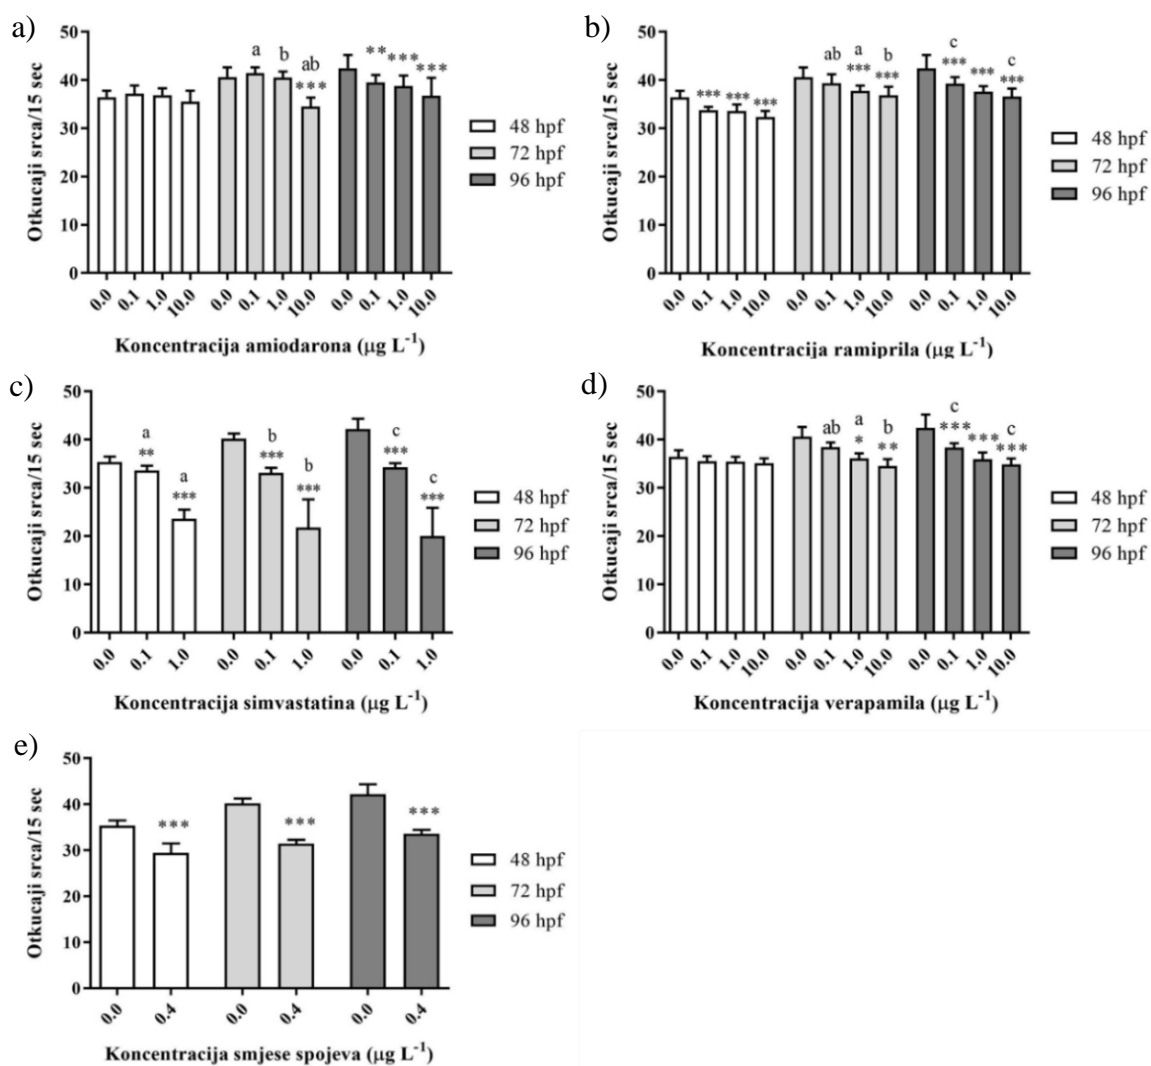 a)
Otkucaji srca/15 sec
50
40
30
20
10
0
a b ab
*** ** *** ***
0.0 0.1 1.0 10.0 0.0 0.1 1.0 10.0 0.0 0.1 1.0 10.0
Koncentracija amiodarona (µg L⁻¹)
48 hpf
72 hpf
96 hpf
b)
Otkucaji srca/15 sec
50
40
30
20
10
0
ab a b c c
*** *** *** *** *** *** *** ***
0.0 0.1 1.0 10.0 0.0 0.1 1.0 10.0 0.0 0.1 1.0 10.0
Koncentracija ramiprila (µg L⁻¹)
48 hpf
72 hpf
96 hpf
c)
Otkucaji srca/15 sec
50
40
30
20
10
0
a a b b c c
** *** *** *** *** ***
0.0 0.1 1.0 0.0 0.1 1.0 0.0 0.1 1.0
Koncentracija simvastatina (µg L⁻¹)
48 hpf
72 hpf
96 hpf
d)
Otkucaji srca/15 sec
50
40
30
20
10
0
ab a b c c
* ** *** *** ***
0.0 0.1 1.0 10.0 0.0 0.1 1.0 10.0 0.0 0.1 1.0 10.0
Koncentracija verapamila (µg L⁻¹)
48 hpf
72 hpf
96 hpf
e)
Otkucaji srca/15 sec
50
40
30
20
10
0
*** *** ***
0.0 0.4 0.0 0.4 0.0 0.4
Koncentracija smjese spojeva (µg L⁻¹)
48 hpf
72 hpf
96 hpf